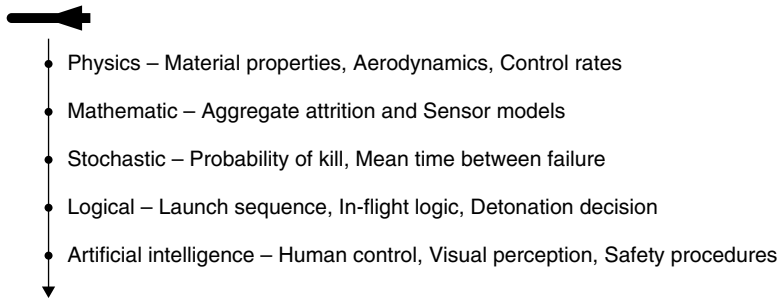 Physics – Material properties, Aerodynamics, Control rates
Mathematic – Aggregate attrition and Sensor models
Stochastic – Probability of kill, Mean time between failure
Logical – Launch sequence, In-flight logic, Detonation decision
Artificial intelligence – Human control, Visual perception, Safety procedures